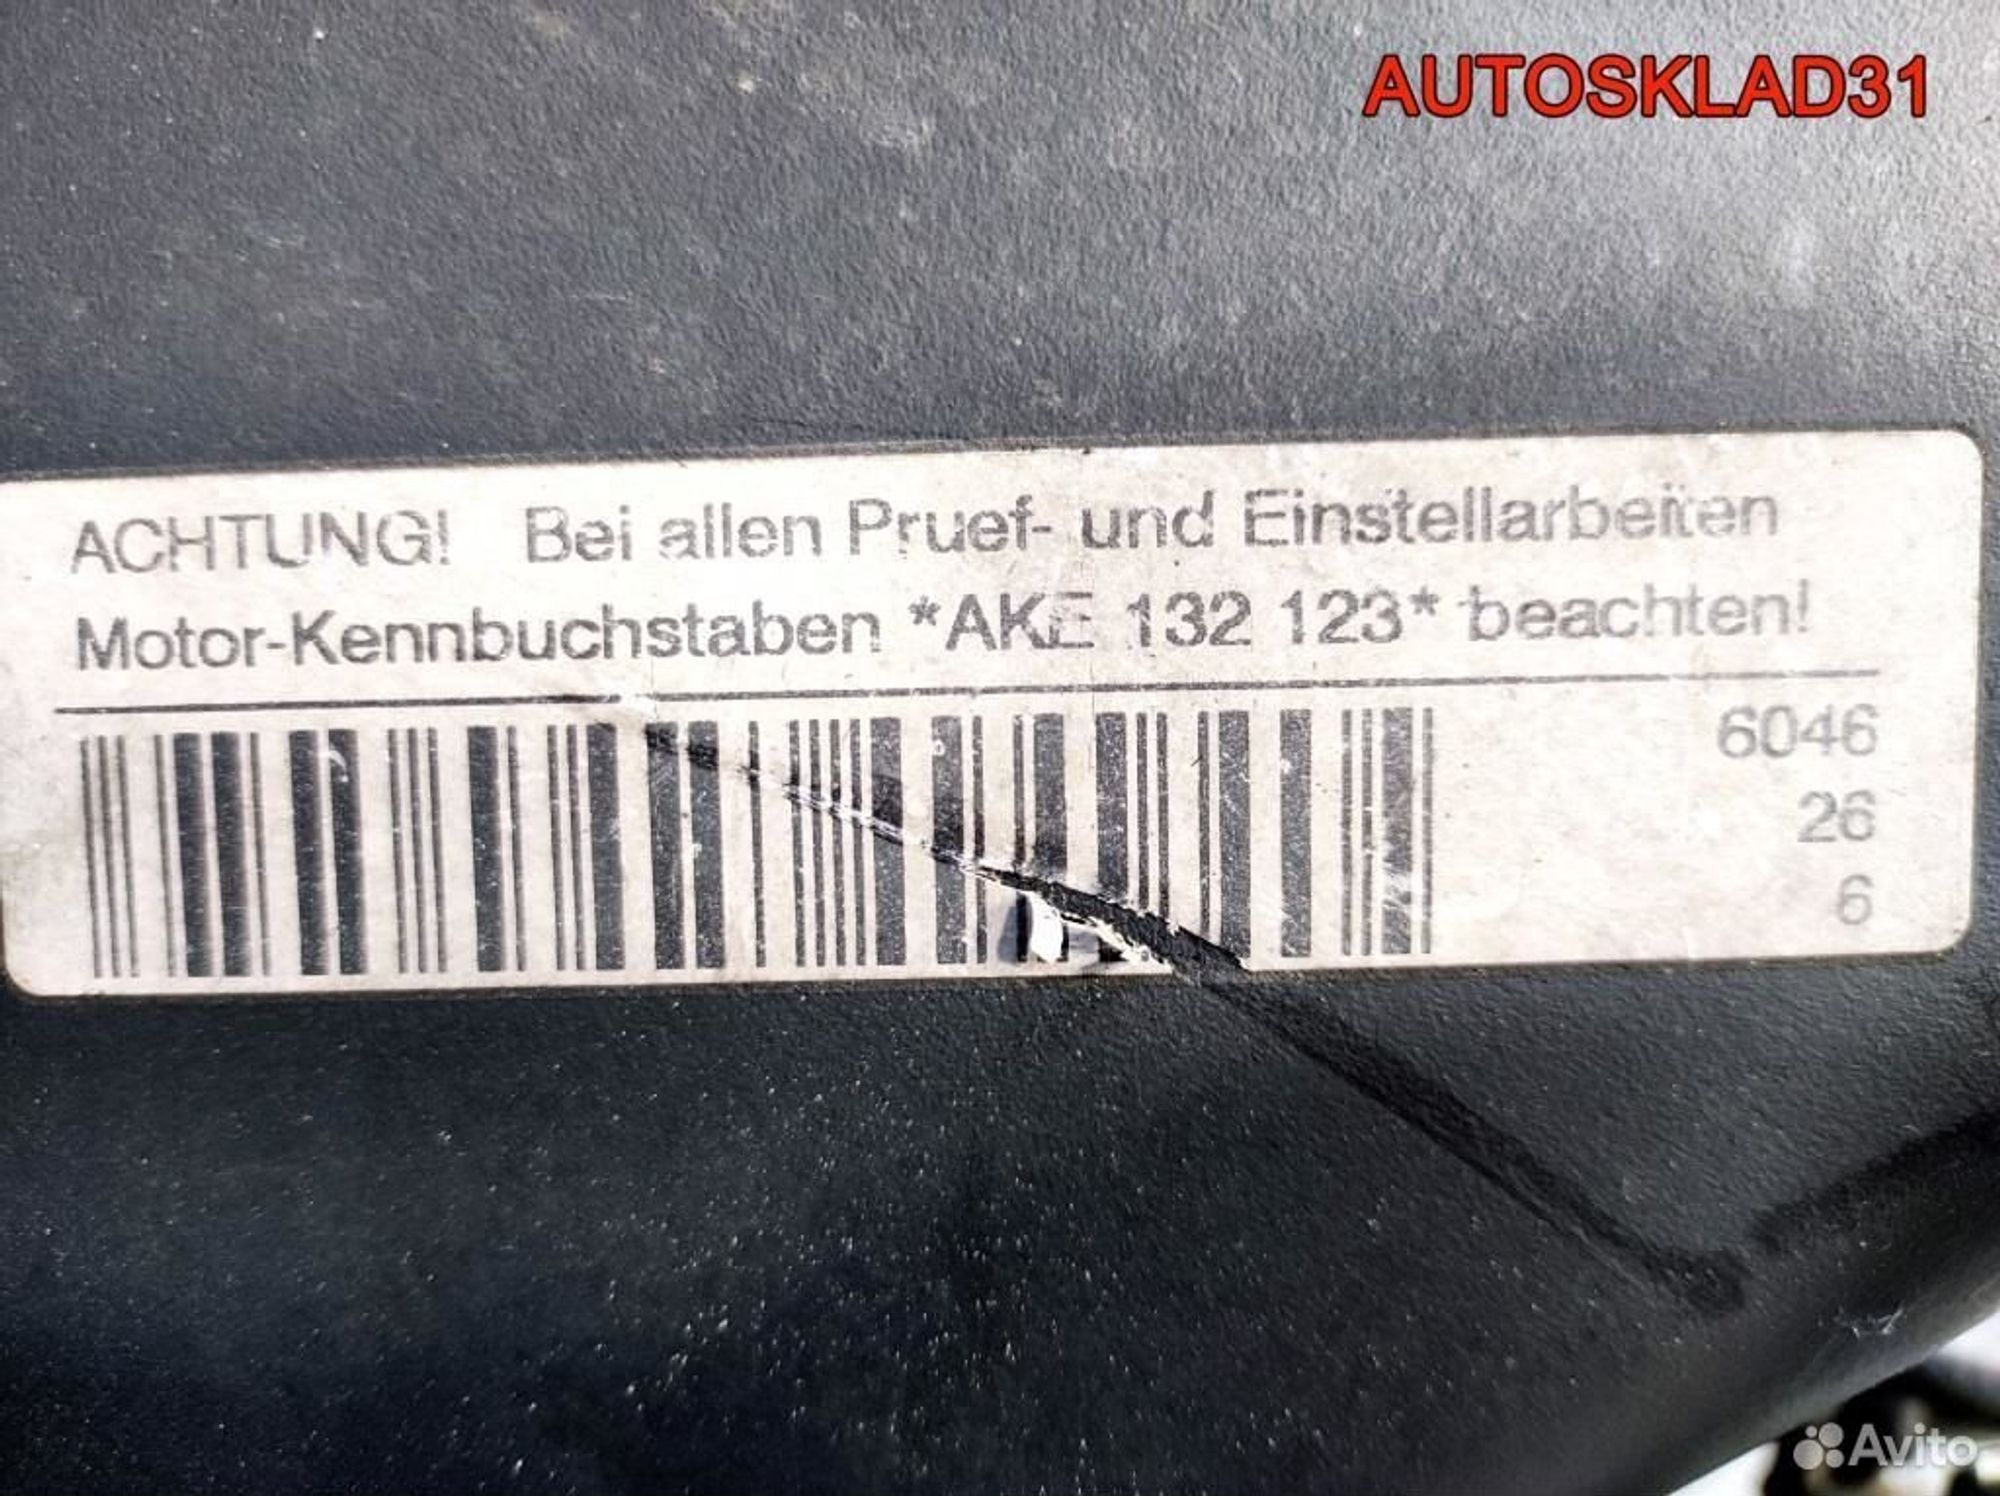 AUTOSKLAD31
ACHTUNG! Bei allen Pruef- und Einstellarbeiten
Motor-Kennbuchstaben *AKE 132 123* beachten!
6046
26
6
Avito